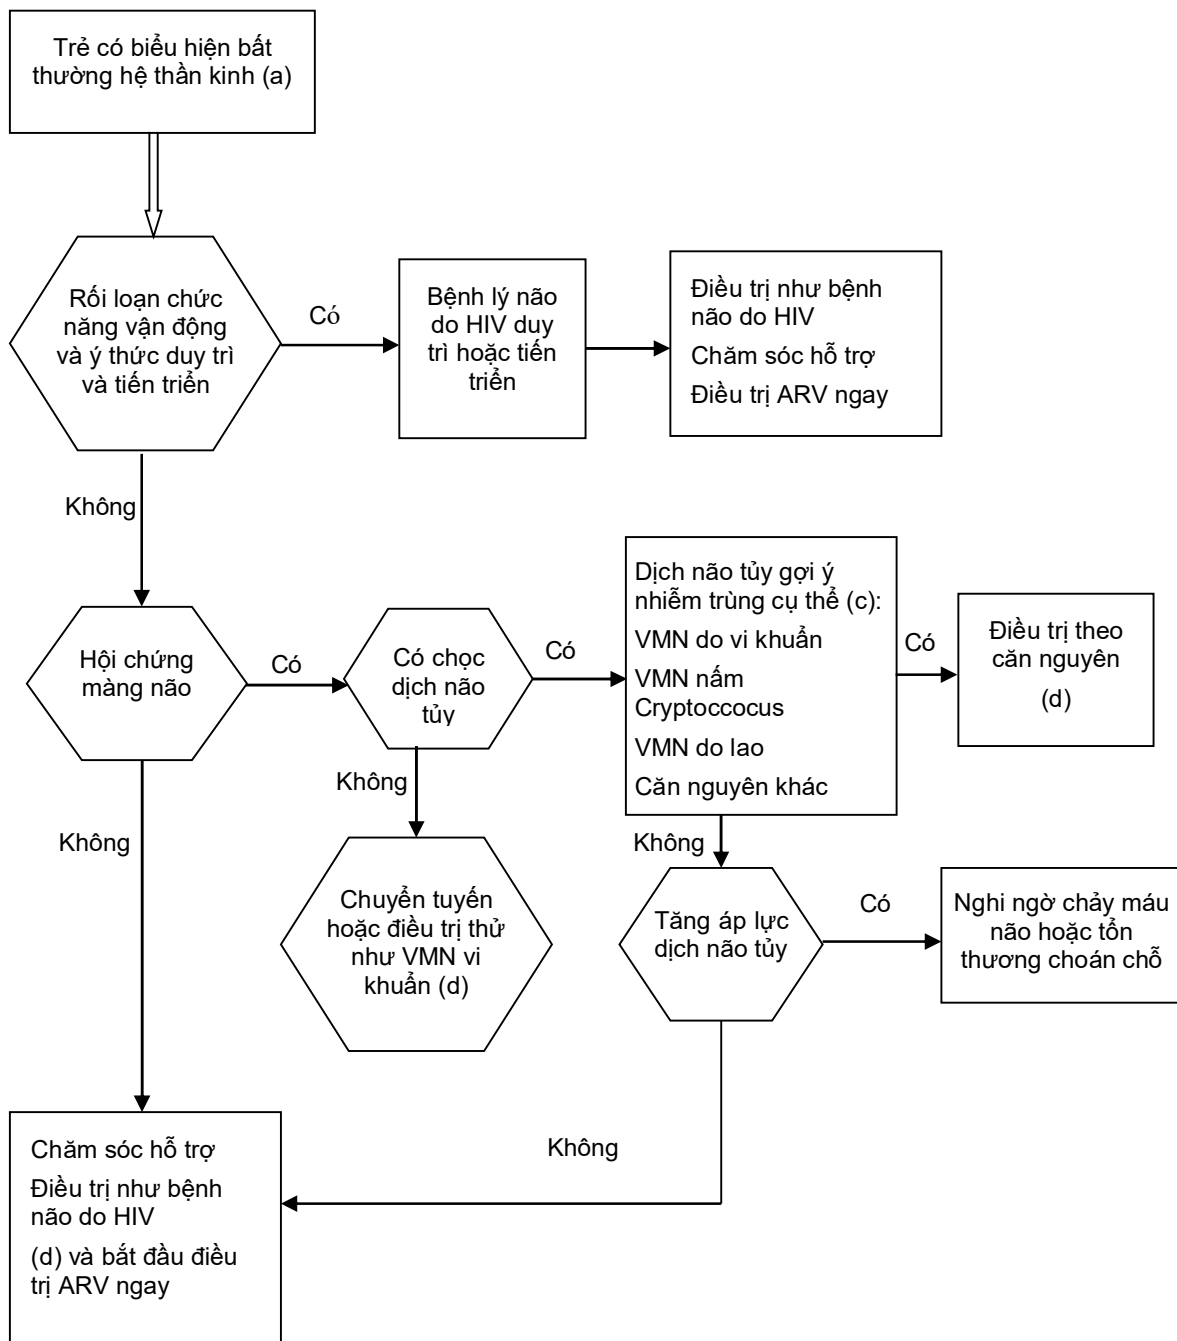 Trẻ có biểu hiện bất
thường hệ thần kinh (a)
Rối loạn chức
năng vận động
và ý thức duy trì
và tiến triển
Có
Bệnh lý não
do HIV duy
trì hoặc tiến
triển
Điều trị như bệnh
não do HIV
Chăm sóc hỗ trợ
Điều trị ARV ngay
Không
Hội chứng
màng não
Có
Có chọc
dịch não
tủy
Có
Dịch não tủy gợi ý
nhiễm trùng cụ thể (c):
VMN do vi khuẩn
VMN nấm
Cryptoccocus
VMN do lao
Căn nguyên khác
Có
Điều trị theo
căn nguyên
(d)
Không
Không
Không
Chuyển tuyến
hoặc điều trị thử
như VMN vi
khuẩn (d)
Tăng áp lực
dịch não tủy
Có
Nghi ngờ chảy máu
não hoặc tổn
thương choán chỗ
Không
Chăm sóc hỗ trợ
Điều trị như bệnh
não do HIV
(d) và bắt đầu điều
trị ARV ngay